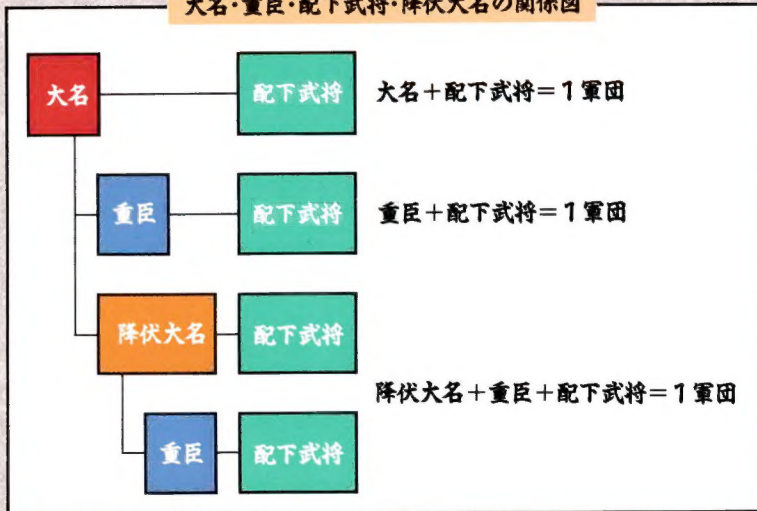 大名・重臣・配下武将・降伏大名の関係図
大名 配下武将 大名+配下武将=1軍団
重臣 配下武将 重臣+配下武将=1軍団
降伏大名 配下武将
降伏大名+重臣+配下武将=1軍団
重臣 配下武将